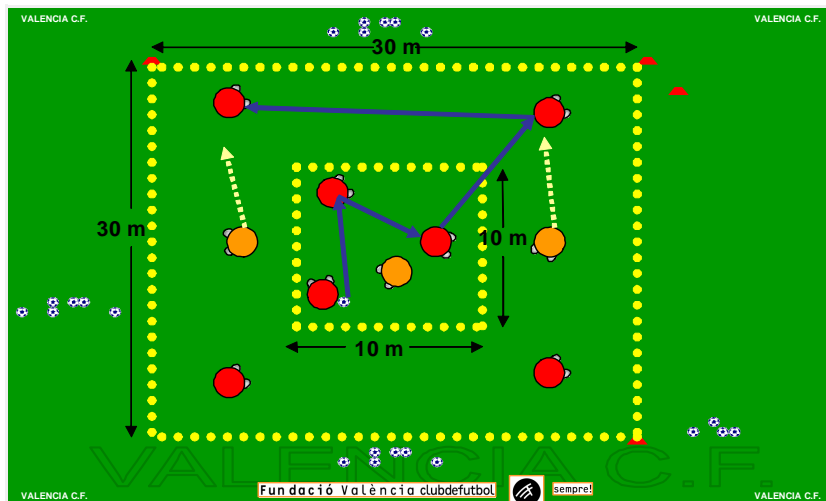 VALENCIA C.F.
VALENCIA C.F.
30 m
30 m
10 m
10 m
VALENCIA C.F.
Fundació València clubdefutbol
sempre!
VALENCIA C.F.
VALENCIA C.F.